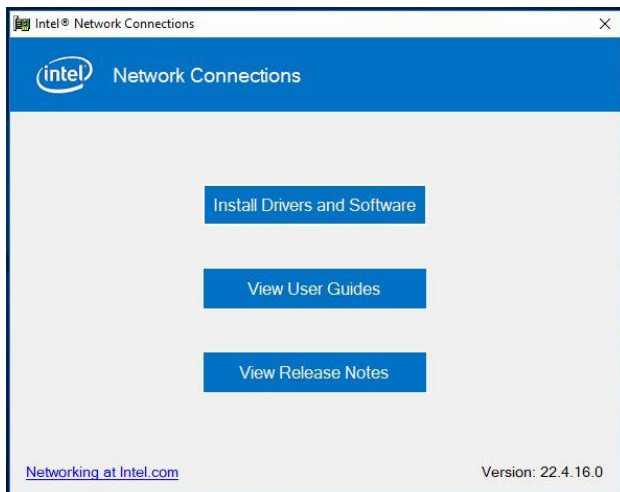 Intel® Network Connections
intel Network Connections
Install Drivers and Software
View User Guides
View Release Notes
Networking at Intel.com Version: 22.4.16.0